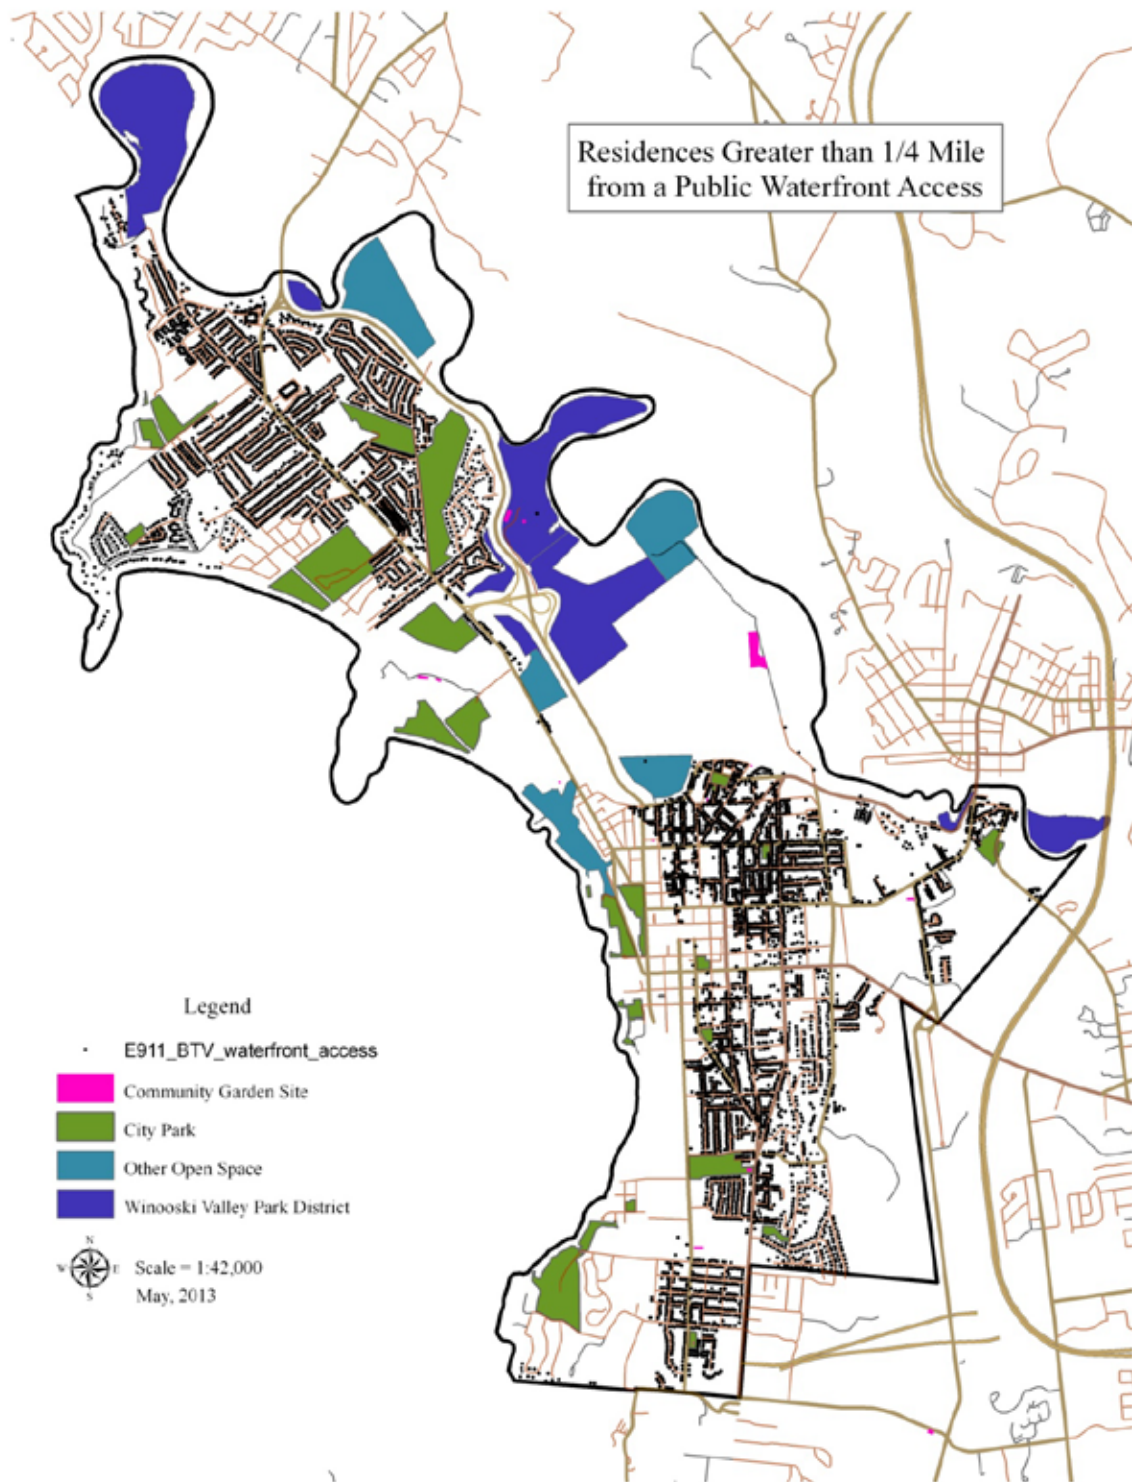 Residences Greater than 1/4 Mile
from a Public Waterfront Access
Legend
E911_BTV_waterfront_access
Community Garden Site
City Park
Other Open Space
Winooski Valley Park District
N
W E
S
Scale = 1:42,000
May, 2013